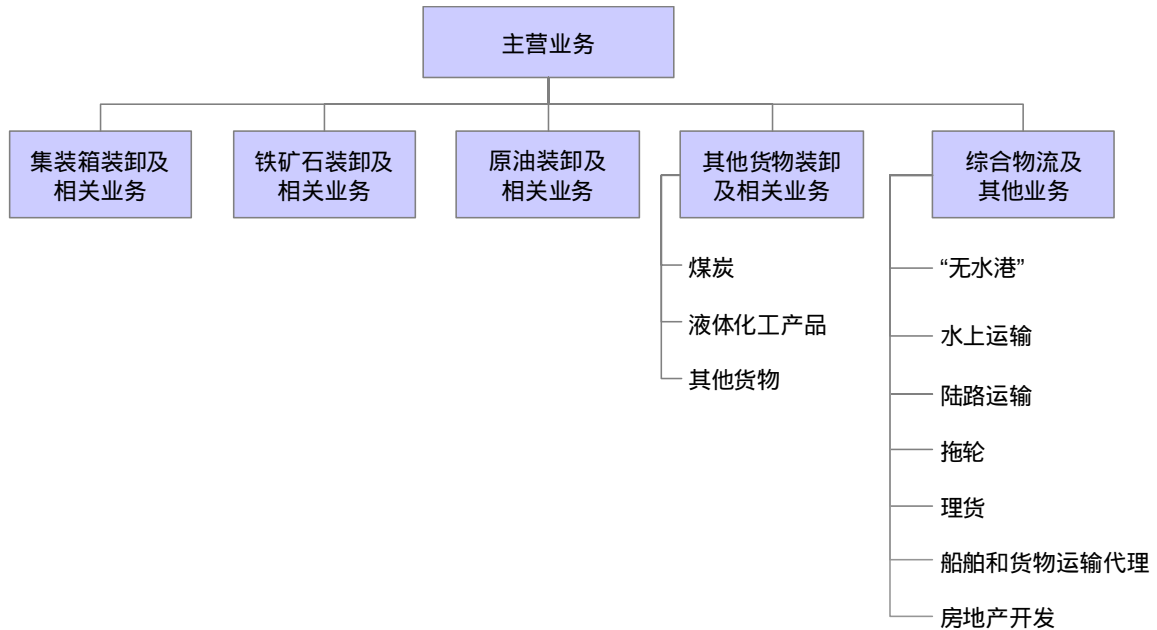 主营业务
集装箱装卸及
相关业务
铁矿石装卸及
相关业务
原油装卸及
相关业务
其他货物装卸
及相关业务
综合物流及
其他业务
煤炭
液体化工产品
其他货物
“无水港”
水上运输
陆路运输
拖轮
理货
船舶和货物运输代理
房地产开发